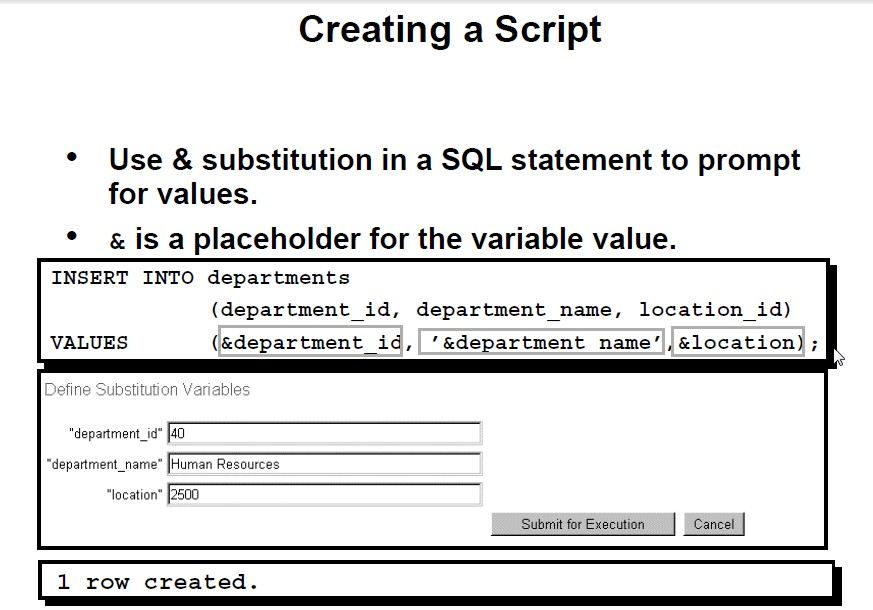 Creating a Script
• Use & substitution in a SQL statement to prompt
for values.
• & is a placeholder for the variable value.
INSERT INTO departments
(department_id, department_name, location_id)
VALUES (&department_id, '&department_name',&location);
Define Substitution Variables
"department_id" 40
"department_name" Human Resources
"location" 2500
Submit for Execution Cancel
1 row created.